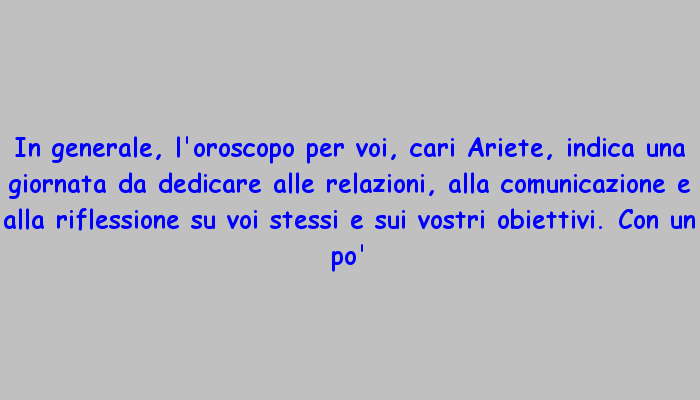 In generale, l'oroscopo per voi, cari Ariete, indica una
giornata da dedicare alle relazioni, alla comunicazione e
alla riflessione su voi stessi e sui vostri obiettivi. Con un
po'